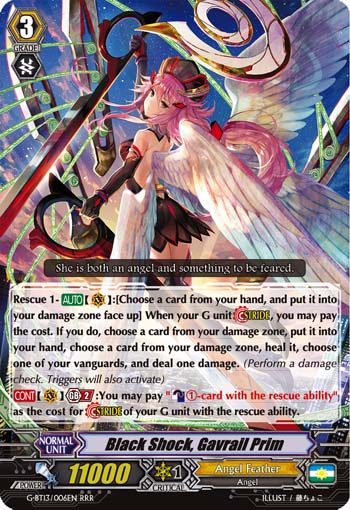 3
GRADE
She is both an angel and something to be feared.
Rescue 1- AUTO【 】:[Choose a card from your hand, and put it into
your damage zone face up] When your G unit STRIDE, you may pay
the cost. If you do, choose a card from your damage zone, put it into
your hand, choose a card from your damage zone, heal it, choose
one of your vanguards, and deal one damage. (Perform a damage
check. Triggers will also activate)
CONT【 】GB 2:You may pay " ①-card with the rescue ability"
as the cost for STRIDE of your G unit with the rescue ability.
NORMAL
UNIT
Black Shock, Gavrail Prim
POWER
11000
1
CRITICAL
Angel Feather
Angel
G-BT13/006EN RRR
ILLUST / 藤ちょこ